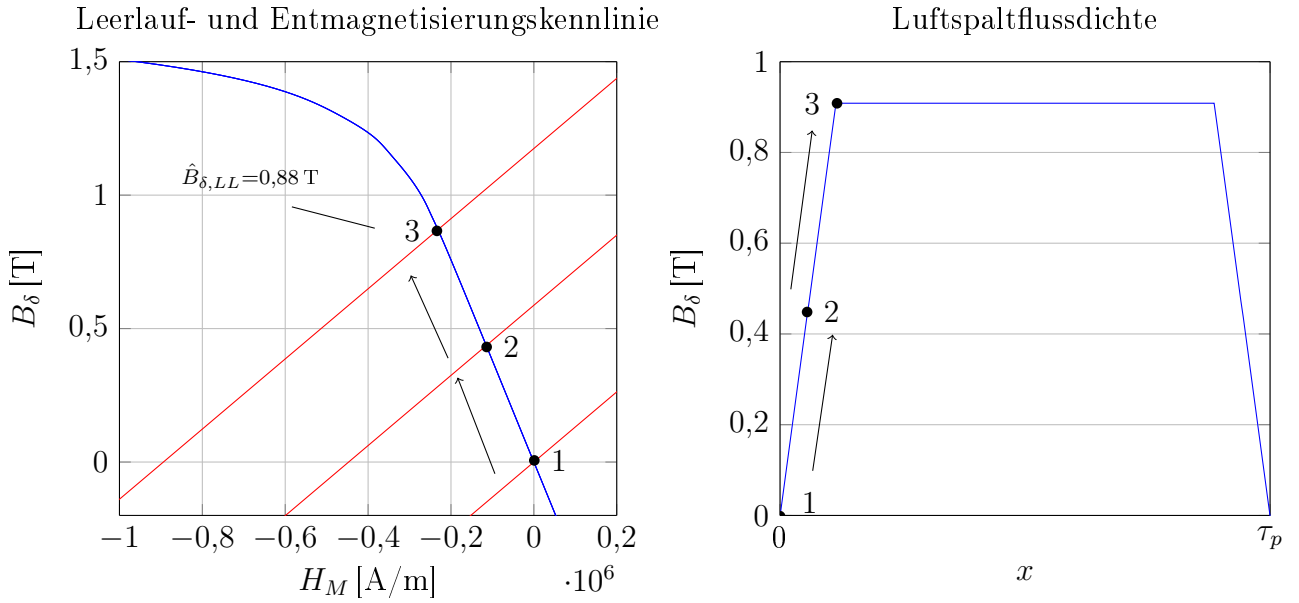 Leerlauf- und Entmagnetisierungskennlinie
1,5
1
0,5
0
B_δ [T]
B̂_δ,LL=0,88 T
3
2
1
−1 −0,8 −0,6 −0,4 −0,2 0 0,2
H_M [A/m]
·10⁶
Luftspaltflussdichte
1
0,8
0,6
0,4
0,2
0
B_δ [T]
3
2
1
0
τ_p
x